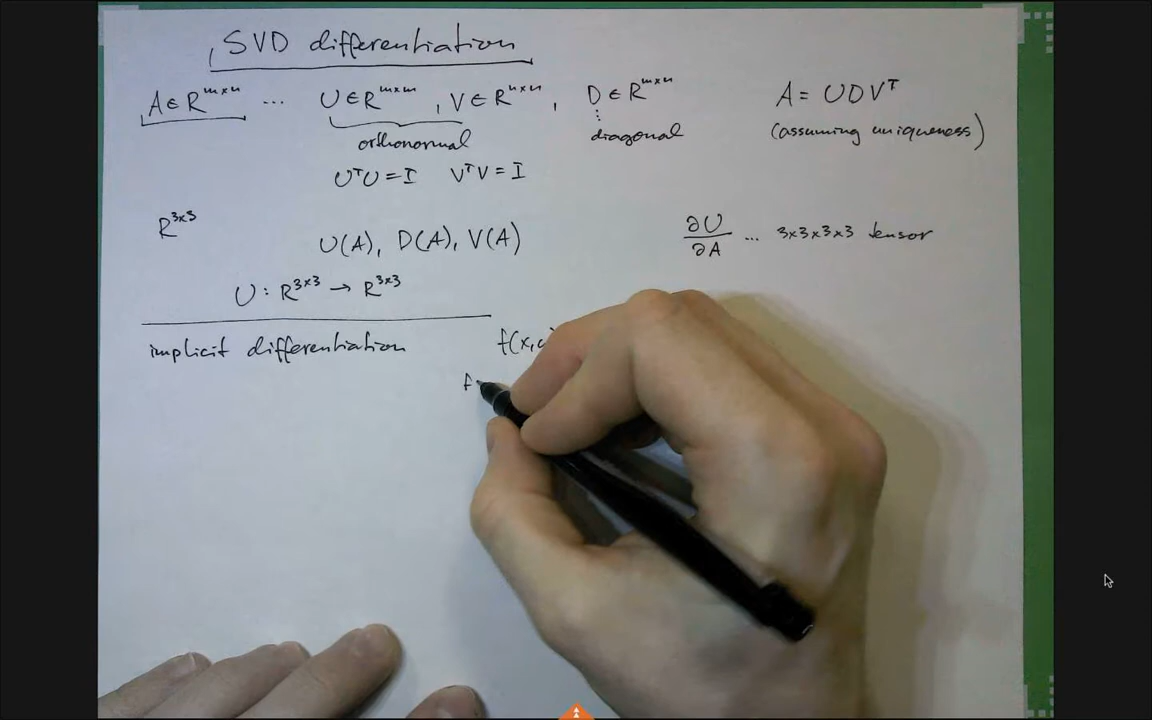 SVD differentiation
A ∈ R^{m×n} ... U ∈ R^{m×m}, V ∈ R^{n×n}, D ∈ R^{m×n} A = UDV^T
orthonormal diagonal (assuming uniqueness)
U^TU = I V^TV = I
R^{3×3} U(A), D(A), V(A) ∂U/∂A ... 3×3×3×3 tensor
U : R^{3×3} → R^{3×3}
implicit differentiation f(x,
f